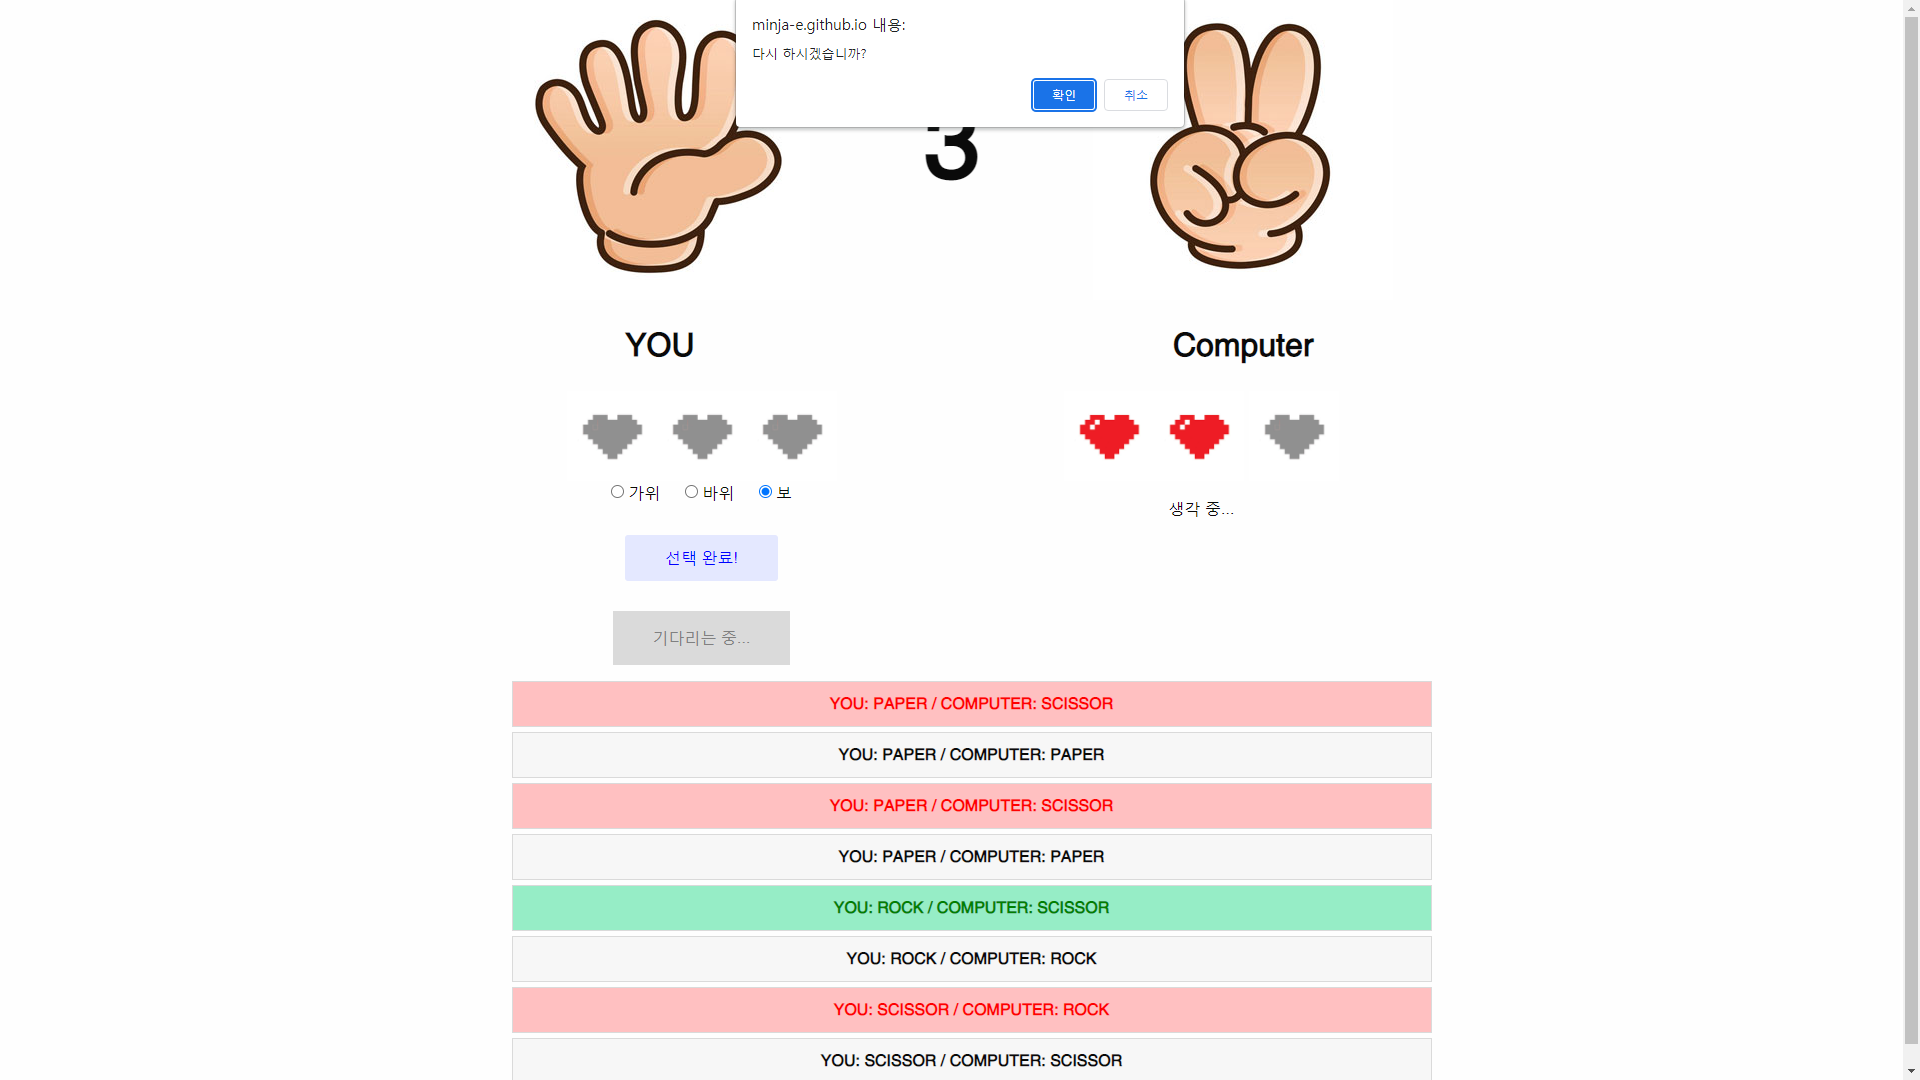 minja-e.github.io 내용:
다시 하시겠습니까?
확인 취소
3
YOU Computer
가위 바위 보
생각 중...
선택 완료!
기다리는 중...
YOU: PAPER / COMPUTER: SCISSOR
YOU: PAPER / COMPUTER: PAPER
YOU: PAPER / COMPUTER: SCISSOR
YOU: PAPER / COMPUTER: PAPER
YOU: ROCK / COMPUTER: SCISSOR
YOU: ROCK / COMPUTER: ROCK
YOU: SCISSOR / COMPUTER: ROCK
YOU: SCISSOR / COMPUTER: SCISSOR